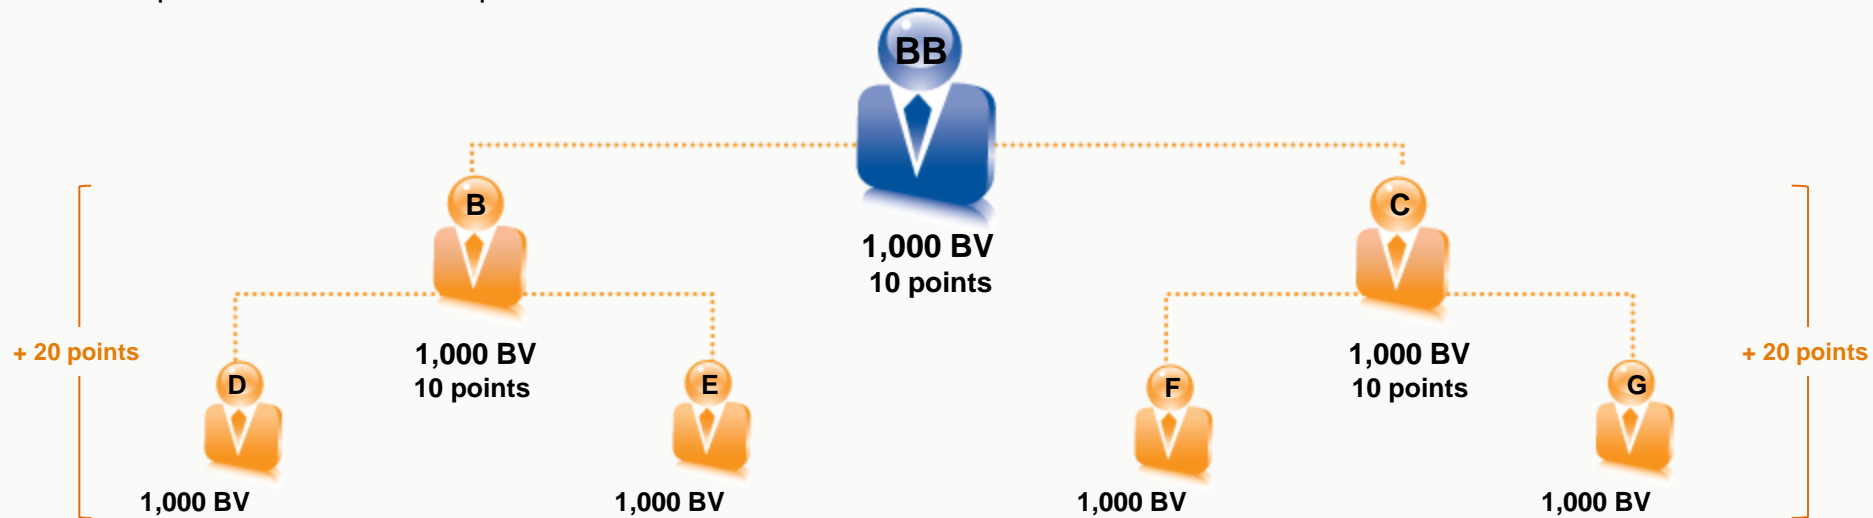 BB
B
C
1,000 BV
10 points
+ 20 points
1,000 BV
10 points
1,000 BV
10 points
+ 20 points
D
E
F
G
1,000 BV
1,000 BV
1,000 BV
1,000 BV